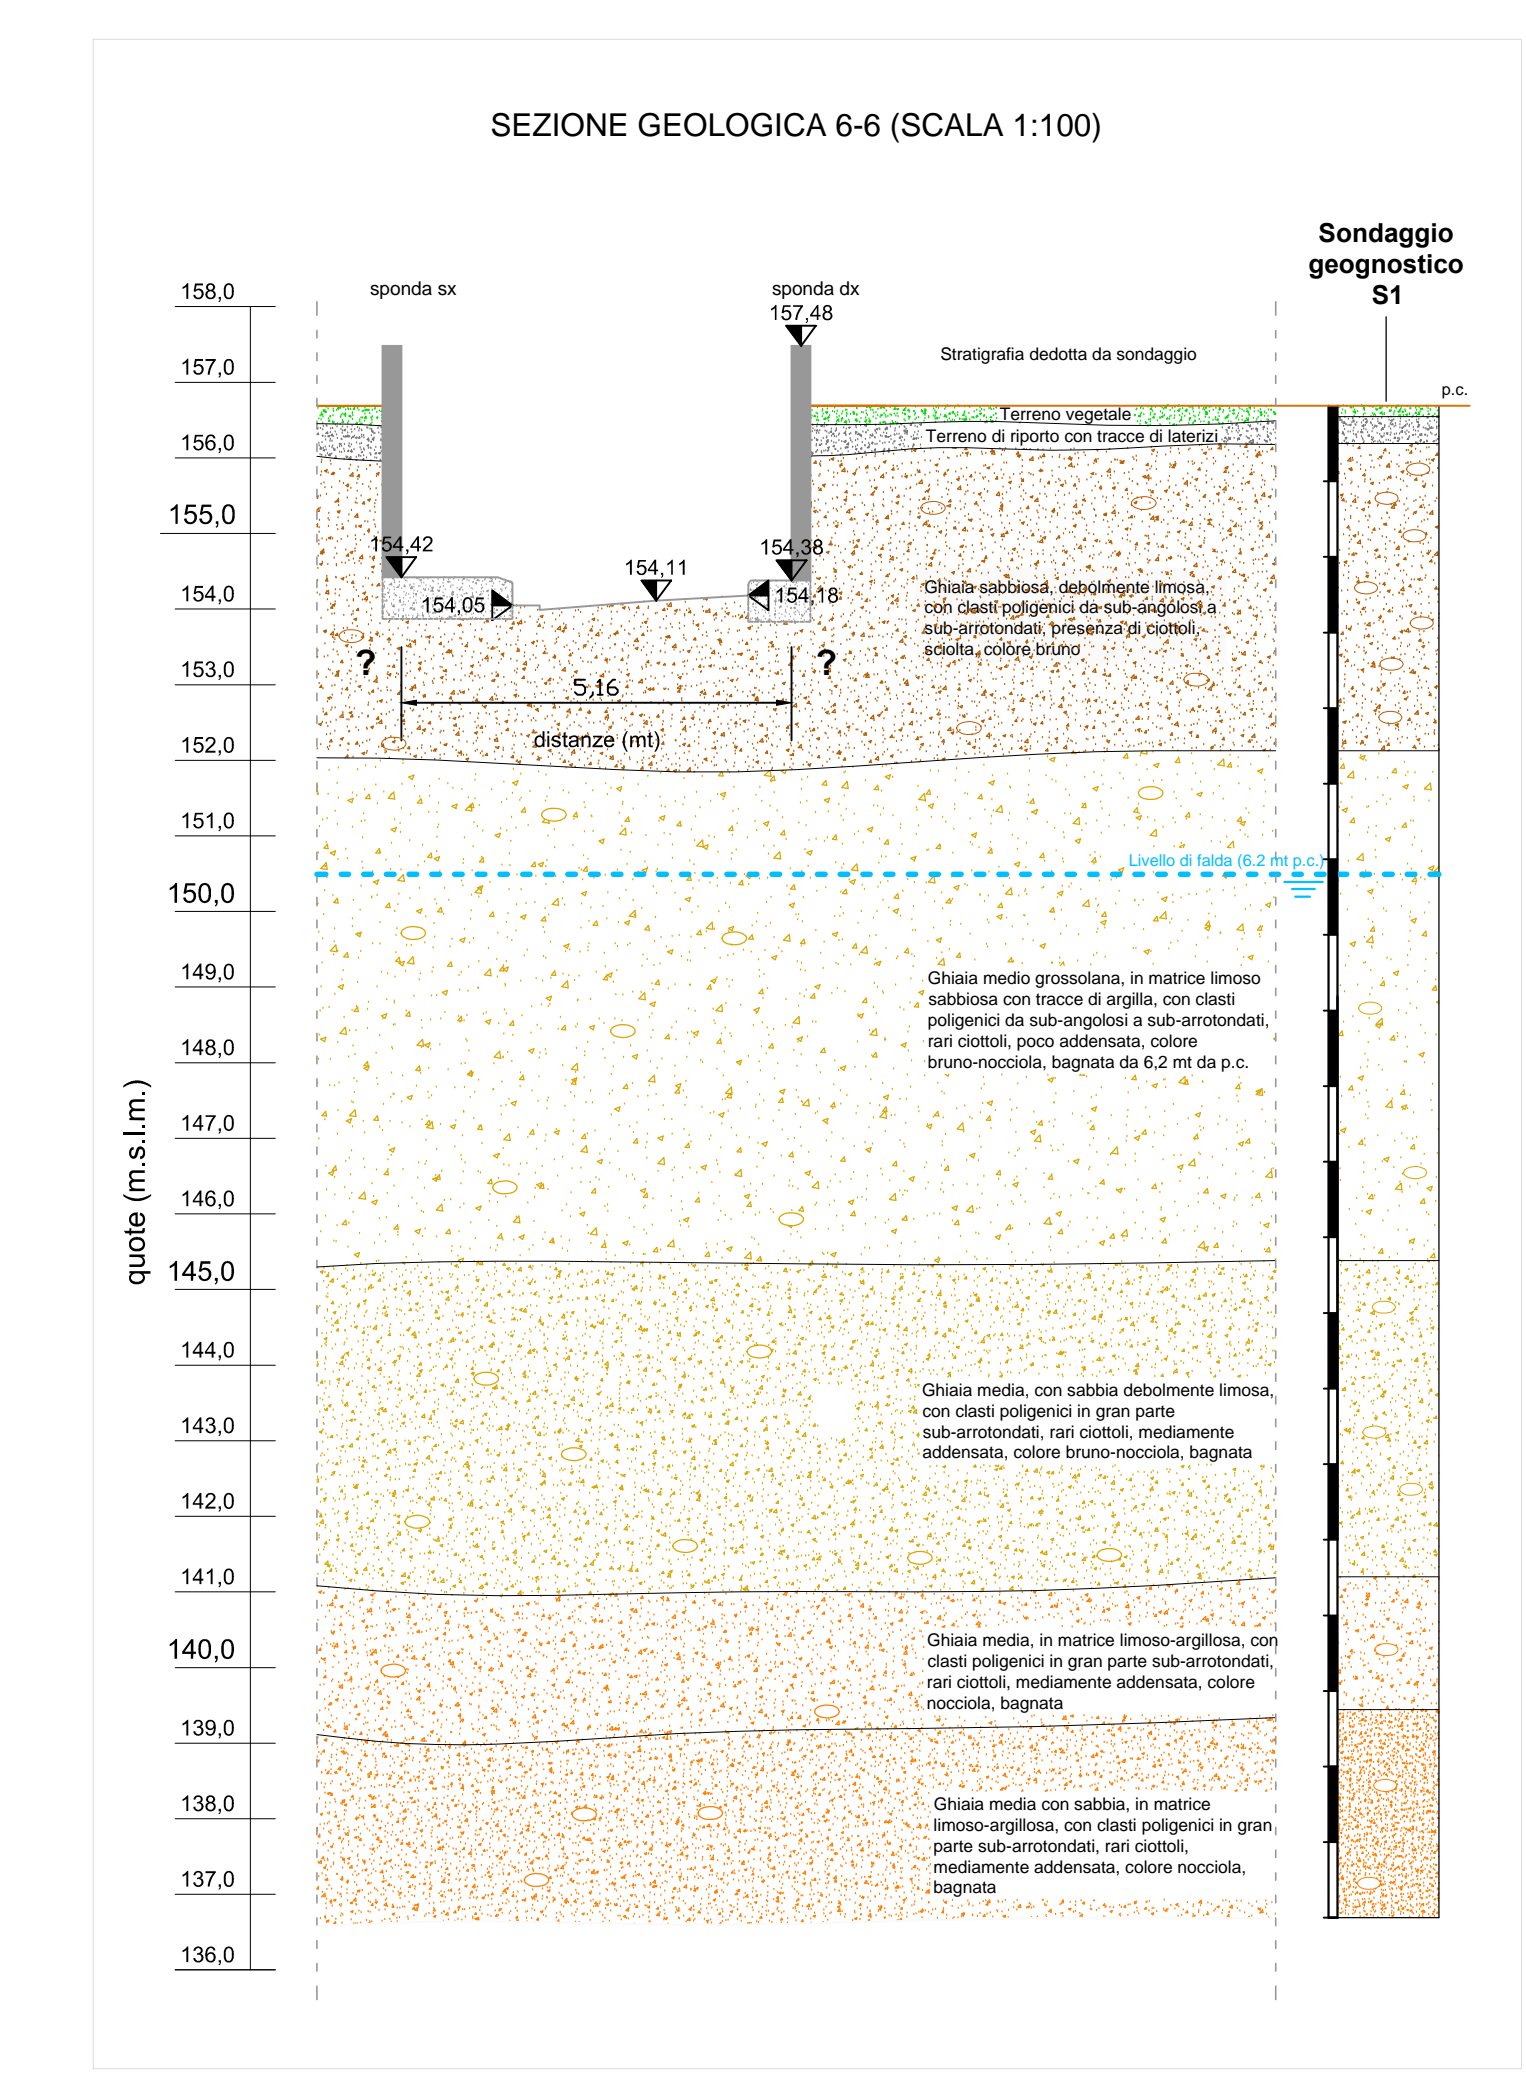 SEZIONE GEOLOGICA 6-6 (SCALA 1:100)
Sondaggio
geognostico
S1
sponda sx
sponda dx
157,48
Stratigrafia dedotta da sondaggio
p.c.
Terreno vegetale
Terreno di riporto con tracce di laterizi
154,42
154,38
154,11
154,05
154,18
Ghiaia sabbiosa, debolmente limosa,
con clasti poligenici da sub-angolosi a
sub-arrotondati, presenza di ciottoli,
sciolta, colore bruno
?
?
5,16
distanze (mt)
Livello di falda (6.2 mt p.c.)
Ghiaia medio grossolana, in matrice limoso
sabbiosa con tracce di argilla, con clasti
poligenici da sub-angolosi a sub-arrotondati,
rari ciottoli, poco addensata, colore
bruno-nocciola, bagnata da 6,2 mt da p.c.
Ghiaia media, con sabbia debolmente limosa,
con clasti poligenici in gran parte
sub-arrotondati, rari ciottoli, mediamente
addensata, colore bruno-nocciola, bagnata
Ghiaia media, in matrice limoso-argillosa, con
clasti poligenici in gran parte sub-arrotondati,
rari ciottoli, mediamente addensata, colore
nocciola, bagnata
Ghiaia media con sabbia, in matrice
limoso-argillosa, con clasti poligenici in gran
parte sub-arrotondati, rari ciottoli,
mediamente addensata, colore nocciola,
bagnata
quote (m.s.l.m.)
158,0
157,0
156,0
155,0
154,0
153,0
152,0
151,0
150,0
149,0
148,0
147,0
146,0
145,0
144,0
143,0
142,0
141,0
140,0
139,0
138,0
137,0
136,0